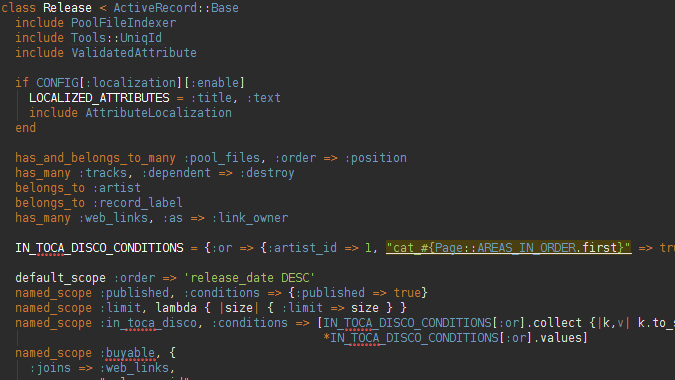 class Release < ActiveRecord::Base
include PoolFileIndexer
include Tools::UniqId
include ValidatedAttribute
if CONFIG[:localization][:enable]
LOCALIZED_ATTRIBUTES = :title, :text
include AttributeLocalization
end
has_and_belongs_to_many :pool_files, :order => :position
has_many :tracks, :dependent => :destroy
belongs_to :artist
belongs_to :record_label
has_many :web_links, :as => :link_owner
IN_TOCA_DISCO_CONDITIONS = {:or => {:artist_id => 1, "cat_#{Page::AREAS_IN_ORDER.first}" => tru
default_scope :order => 'release_date DESC'
named_scope :published, :conditions => {:published => true}
named_scope :limit, lambda { |size| { :limit => size } }
named_scope :in_toca_disco, :conditions => [IN_TOCA_DISCO_CONDITIONS[:or].collect {|k,v| k.to_s
*IN_TOCA_DISCO_CONDITIONS[:or].values]
named_scope :buyable, {
:joins => :web_links,